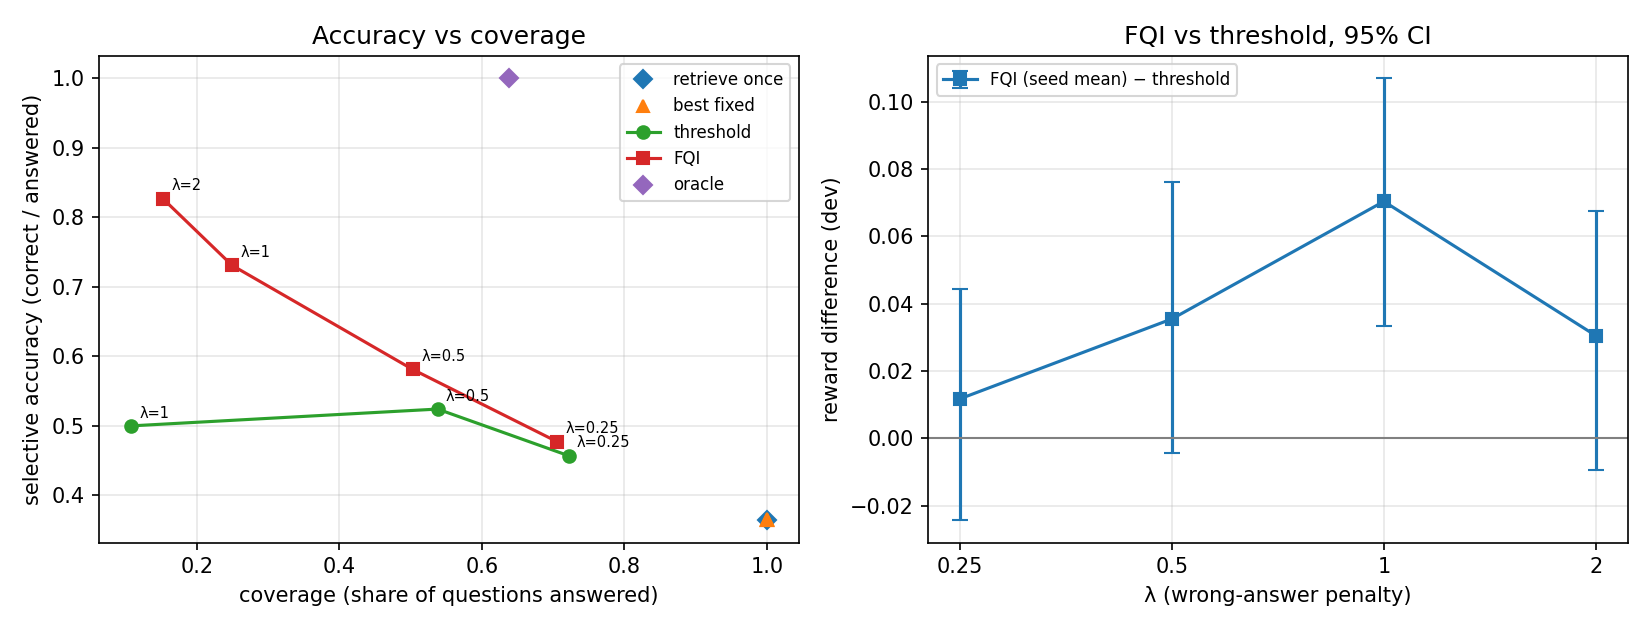 Accuracy vs coverage
selective accuracy (correct / answered)
1.0
0.9
0.8
0.7
0.6
0.5
0.4
λ=2
λ=1
λ=0.5
λ=0.5
λ=1
λ=0.25
λ=0.25
retrieve once
best fixed
threshold
FQI
oracle
0.2 0.4 0.6 0.8 1.0
coverage (share of questions answered)
FQI vs threshold, 95% CI
FQI (seed mean) − threshold
reward difference (dev)
0.10
0.08
0.06
0.04
0.02
0.00
−0.02
0.25 0.5 1 2
λ (wrong-answer penalty)